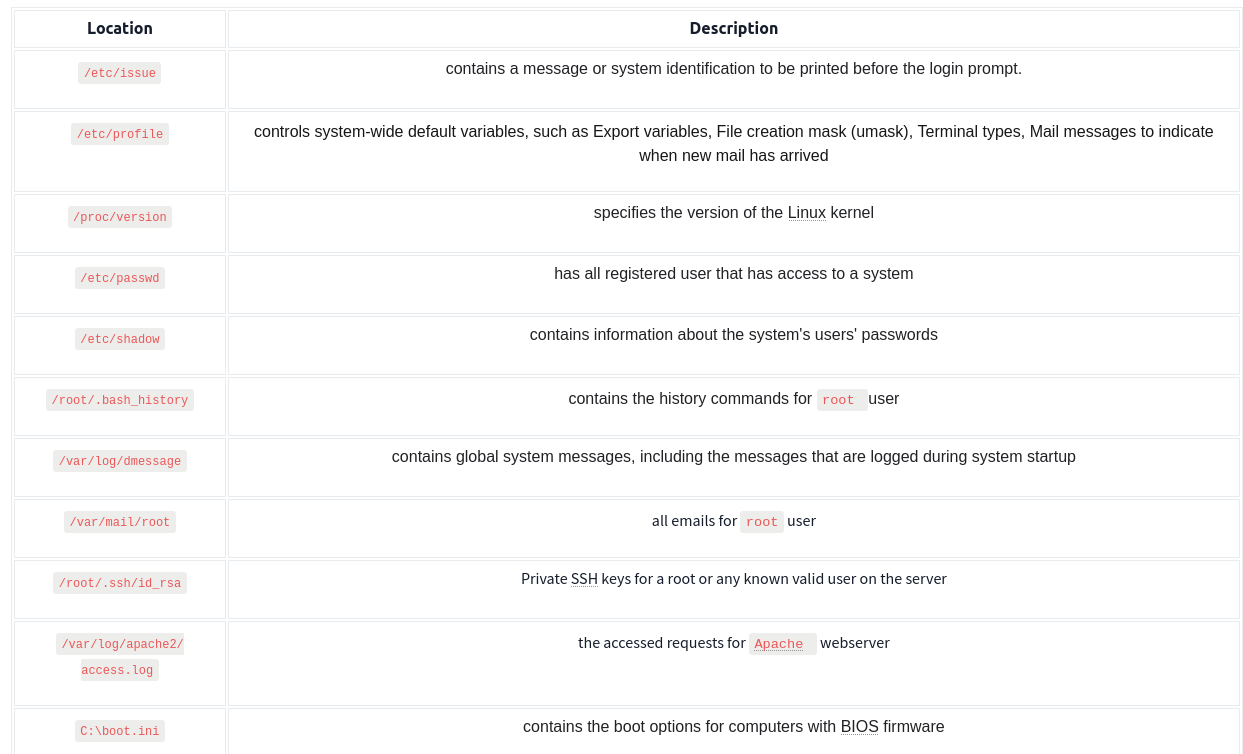 Location Description
/etc/issue contains a message or system identification to be printed before the login prompt.
/etc/profile controls system-wide default variables, such as Export variables, File creation mask (umask), Terminal types, Mail messages to indicate
when new mail has arrived
/proc/version specifies the version of the Linux kernel
/etc/passwd has all registered user that has access to a system
/etc/shadow contains information about the system's users' passwords
/root/.bash_history contains the history commands for root user
/var/log/dmessage contains global system messages, including the messages that are logged during system startup
/var/mail/root all emails for root user
/root/.ssh/id_rsa Private SSH keys for a root or any known valid user on the server
/var/log/apache2/ the accessed requests for Apache webserver
access.log
C:\boot.ini contains the boot options for computers with BIOS firmware